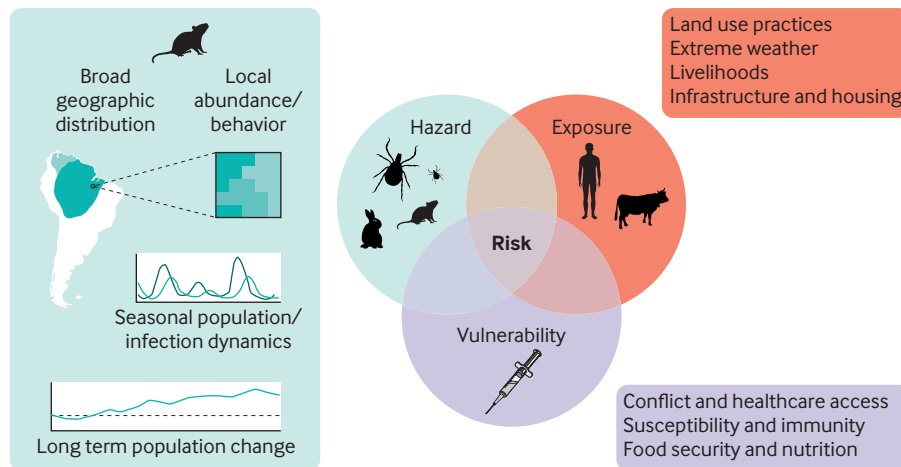 Broad
geographic
distribution
Local
abundance/
behavior
Seasonal population/
infection dynamics
Long term population change
Hazard
Exposure
Risk
Vulnerability
Land use practices
Extreme weather
Livelihoods
Infrastructure and housing
Conflict and healthcare access
Susceptibility and immunity
Food security and nutrition